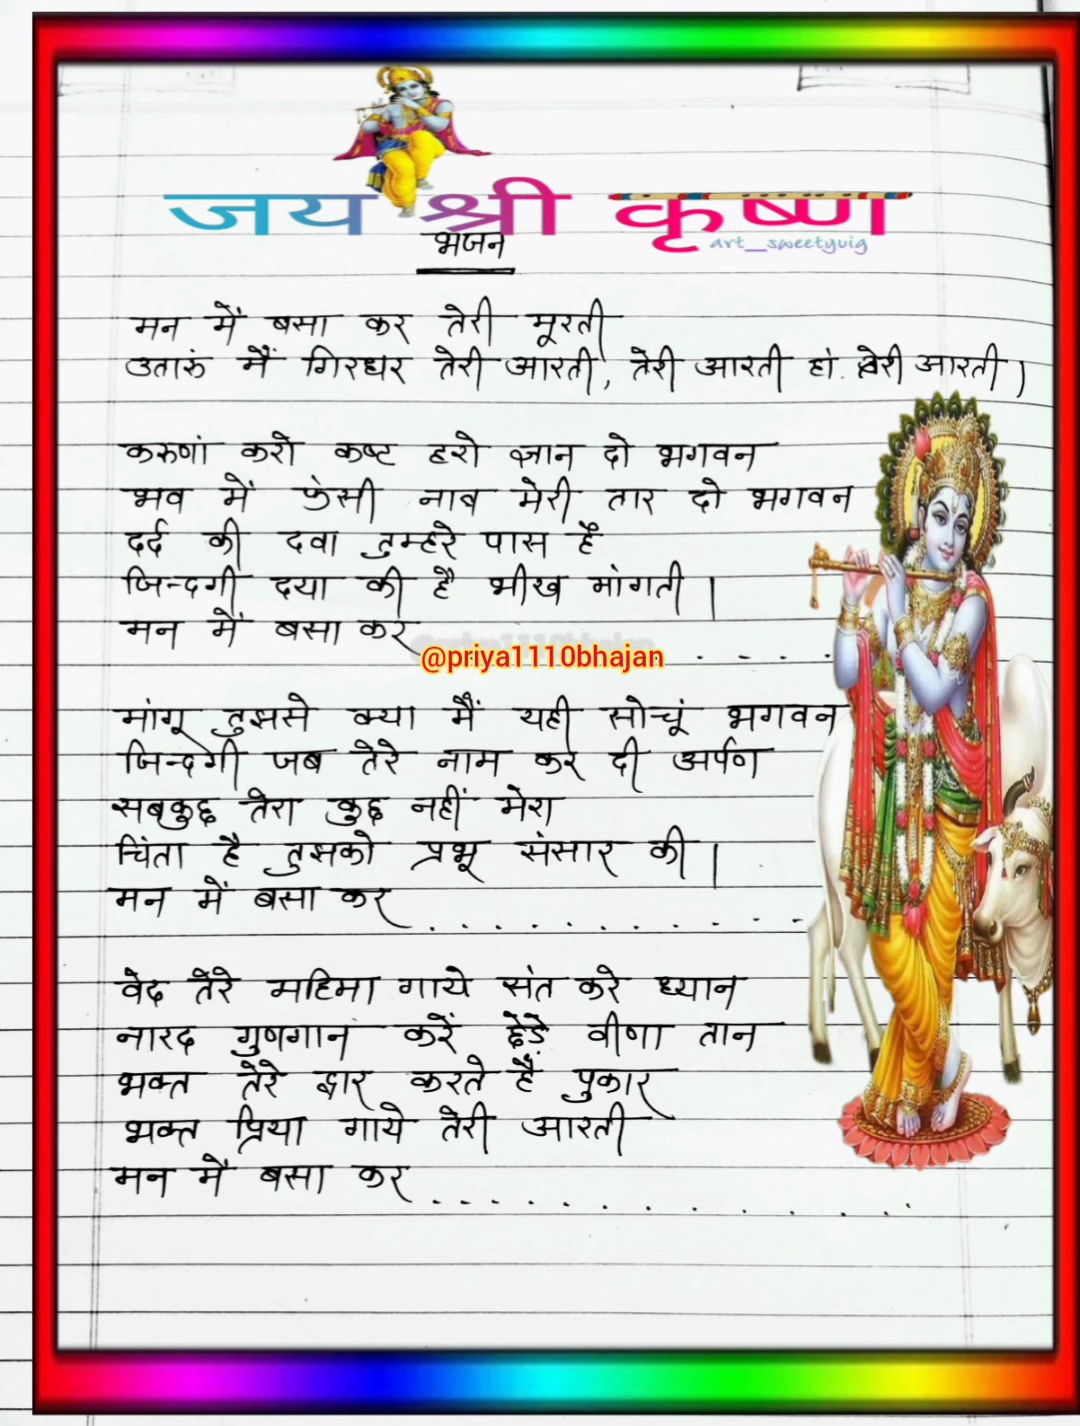 जय श्री कृष्ण
art_sweetyuig
भजन
मन में बसा कर तेरी मूरती
उतारुं मैं गिरधर तेरी आरती, तेरी आरती हां तेरी आरती।
करुणां करो कष्ट हरो ज्ञान दो भगवन
भव में फंसी नाव मेरी तार दो भगवन
दर्द की दवा तुम्हरे पास है
जिन्दगी दया की है भीख मांगती।
मन में बसा कर
@priya1110bhajan
मांगू तुझसे क्या मैं यही सोचूं भगवन
जिन्दगी जब तेरे नाम कर दी अर्पण
सबकुछ तेरा कुछ नहीं मेरा
चिंता है तुझको प्रभू संसार की।
मन में बसा कर ............
वेद तेरे महिमा गाये संत करे ध्यान
नारद गुणगान करें छेड़े वीणा तान
भक्त तेरे द्वार करते हैं पुकार
भक्त प्रिया गाये तेरी आरती
मन में बसा कर ............